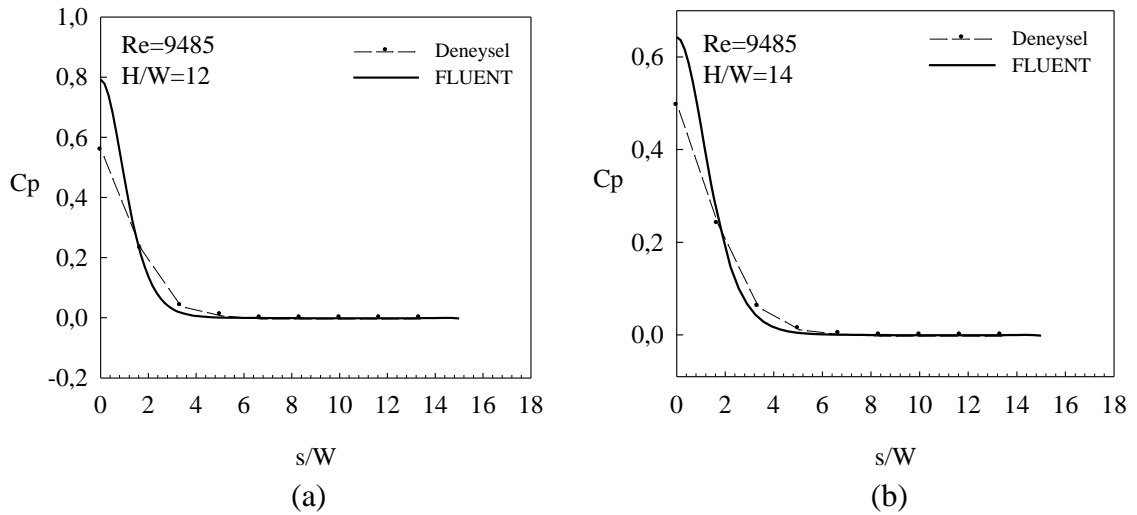 1,0
0,8
0,6
0,4
0,2
0,0
-0,2
Cp
Re=9485
H/W=12
Deneysel
FLUENT
0 2 4 6 8 10 12 14 16 18
s/W
(a)
0,6
0,4
0,2
0,0
Cp
Re=9485
H/W=14
Deneysel
FLUENT
0 2 4 6 8 10 12 14 16 18
s/W
(b)